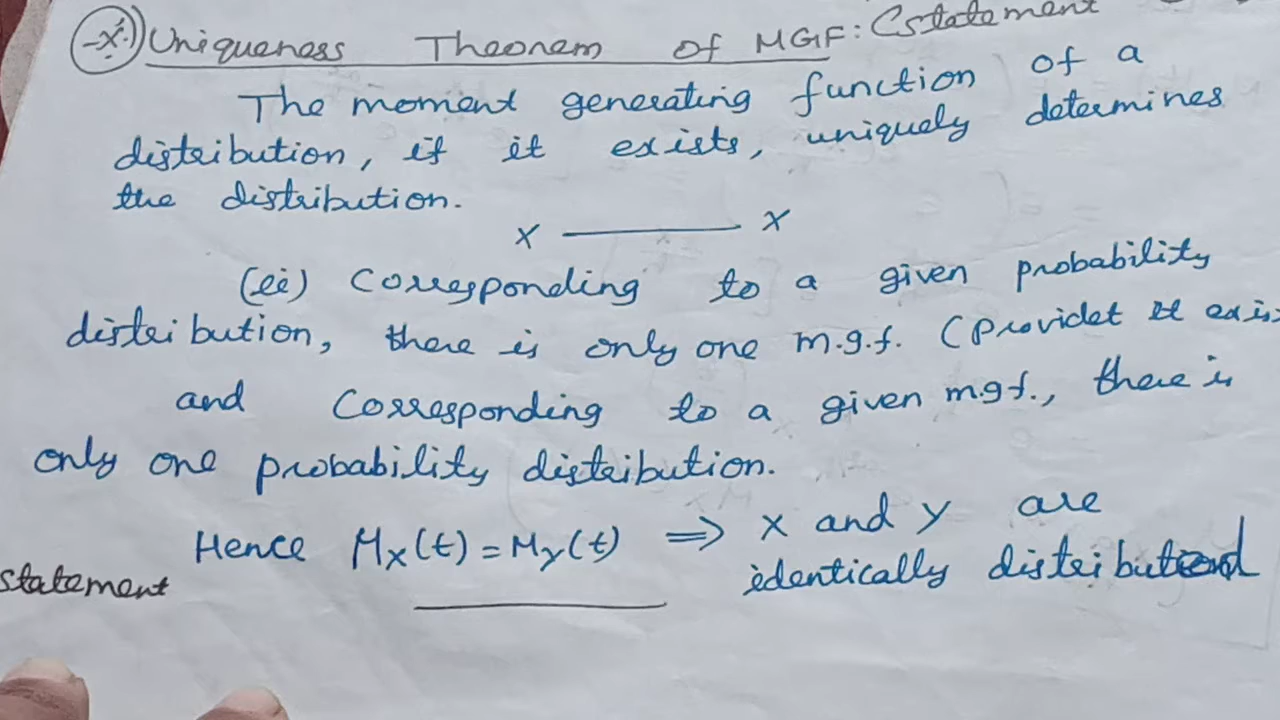 -X-) Uniqueness Theorem of MGF: (Statement
The moment generating function of a
distribution, if it exists, uniquely determines
the distribution.
x ——— x
(ii) Corresponding to a given probability
distribution, there is only one m.g.f. (Providet it exis
and Corresponding to a given m.g.f., there is
only one probability distribution.
Hence Mx(t) = My(t) ⇒ X and Y are
identically distributed
statement